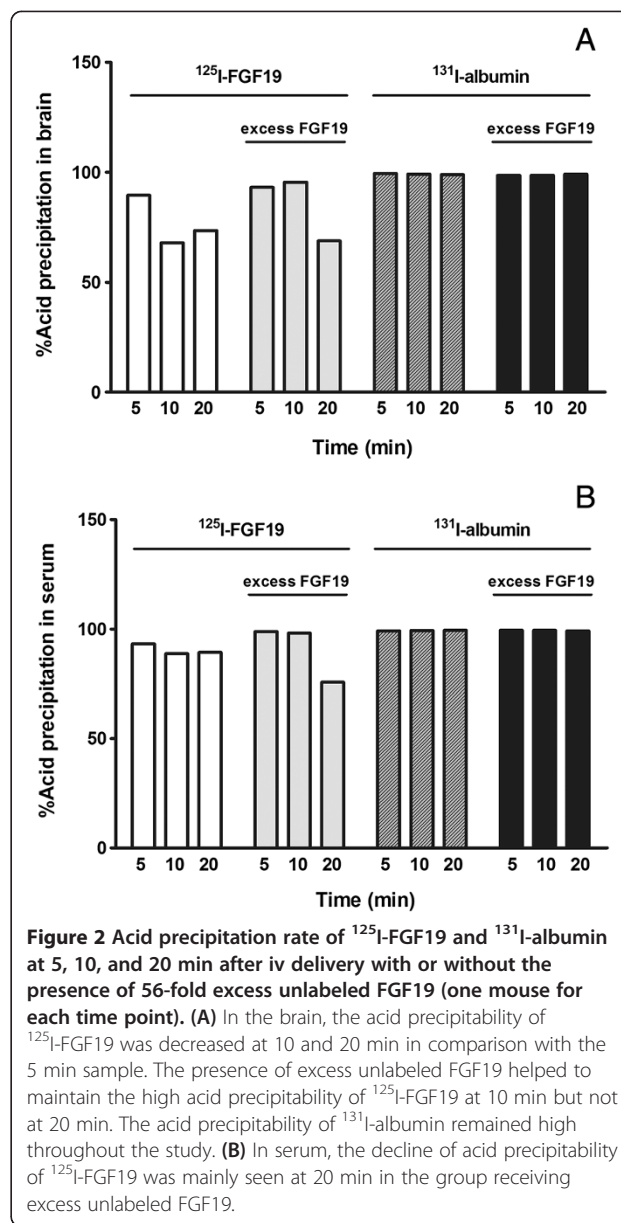 A
¹²⁵I-FGF19 ¹³¹I-albumin
excess FGF19 excess FGF19
%Acid precipitation in brain
150
100
50
0
5 10 20 5 10 20 5 10 20 5 10 20
Time (min)
B
¹²⁵I-FGF19 ¹³¹I-albumin
excess FGF19 excess FGF19
%Acid precipitation in serum
150
100
50
0
5 10 20 5 10 20 5 10 20 5 10 20
Time (min)
Figure 2 Acid precipitation rate of ¹²⁵I-FGF19 and ¹³¹I-albumin
at 5, 10, and 20 min after iv delivery with or without the
presence of 56-fold excess unlabeled FGF19 (one mouse for
each time point). (A) In the brain, the acid precipitability of
¹²⁵I-FGF19 was decreased at 10 and 20 min in comparison with the
5 min sample. The presence of excess unlabeled FGF19 helped to
maintain the high acid precipitability of ¹²⁵I-FGF19 at 10 min but not
at 20 min. The acid precipitability of ¹³¹I-albumin remained high
throughout the study. (B) In serum, the decline of acid precipitability
of ¹²⁵I-FGF19 was mainly seen at 20 min in the group receiving
excess unlabeled FGF19.